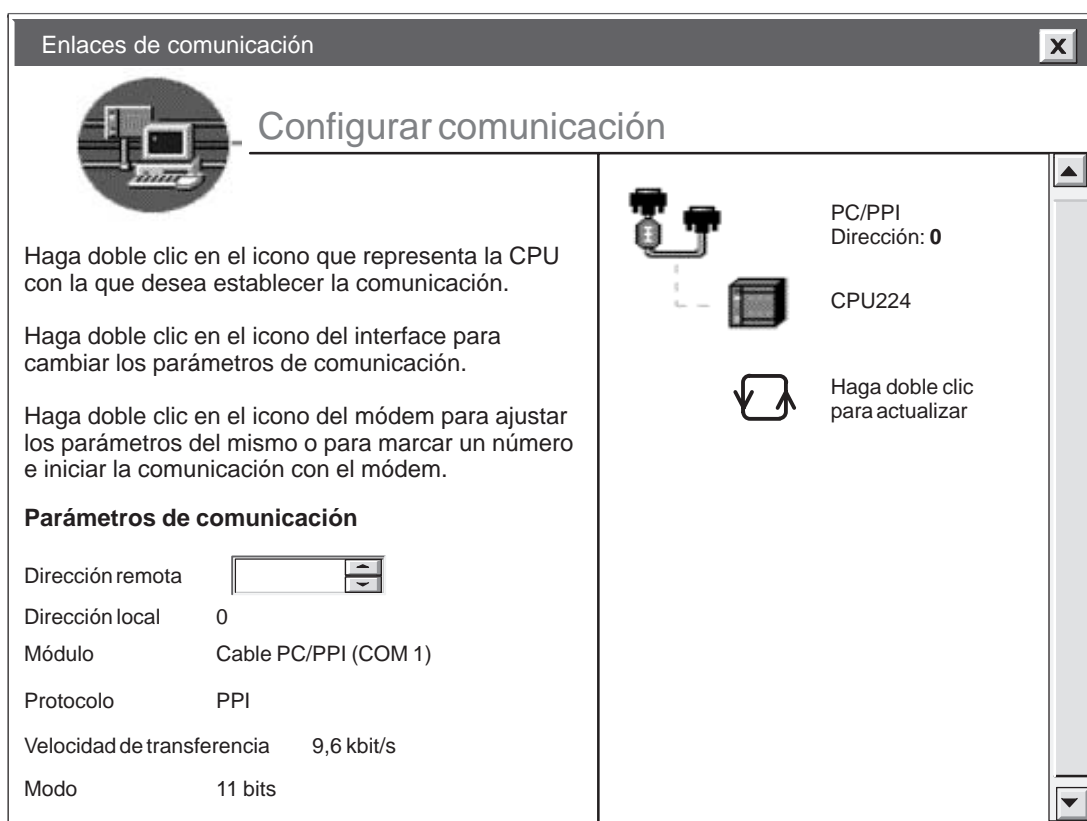 Enlaces de comunicación
X
Configurar comunicación
Haga doble clic en el icono que representa la CPU
con la que desea establecer la comunicación.
Haga doble clic en el icono del interface para
cambiar los parámetros de comunicación.
Haga doble clic en el icono del módem para ajustar
los parámetros del mismo o para marcar un número
e iniciar la comunicación con el módem.
Parámetros de comunicación
Dirección remota
Dirección local 0
Módulo Cable PC/PPI (COM 1)
Protocolo PPI
Velocidad de transferencia 9,6 kbit/s
Modo 11 bits
PC/PPI
Dirección: 0
CPU224
Haga doble clic
para actualizar